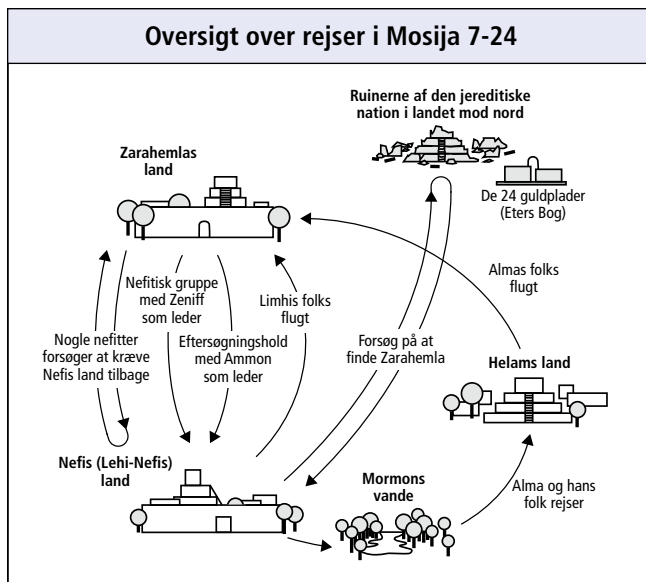 Oversigt over rejser i Mosija 7-24
Ruinerne af den jereditiske
nation i landet mod nord
Zarahemlas
land
De 24 guldplader
(Eters Bog)
Almas folks
flugt
Nefitisk gruppe
med Zeniff
som leder
Limhis folks
flugt
Nogle nefitter
forsøger at kræve
Nefis land tilbage
Eftersøgningshold
med Ammon
som leder
Forsøg på at
finde Zarahemla
Helams land
Nefis (Lehi-Nefis)
land
Mormons
vande
Alma og hans
folk rejser